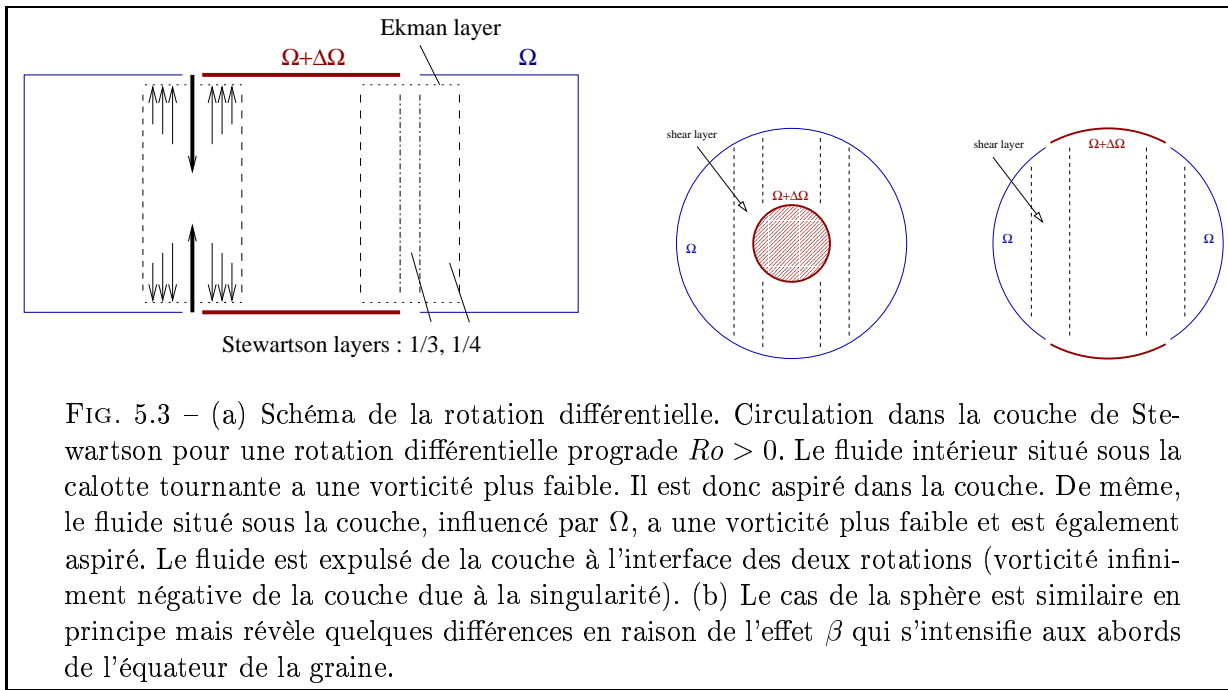 Ekman layer
Ω+ΔΩ
Ω
Stewartson layers : 1/3, 1/4
shear layer
Ω+ΔΩ
Ω
shear layer
Ω+ΔΩ
Ω
Ω
FIG. 5.3 – (a) Schéma de la rotation différentielle. Circulation dans la couche de Ste-
wartson pour une rotation différentielle prograde Ro > 0. Le fluide intérieur situé sous la
calotte tournante a une vorticité plus faible. Il est donc aspiré dans la couche. De même,
le fluide situé sous la couche, influencé par Ω, a une vorticité plus faible et est également
aspiré. Le fluide est expulsé de la couche à l'interface des deux rotations (vorticité infini-
ment négative de la couche due à la singularité). (b) Le cas de la sphère est similaire en
principe mais révèle quelques différences en raison de l'effet β qui s'intensifie aux abords
de l'équateur de la graine.